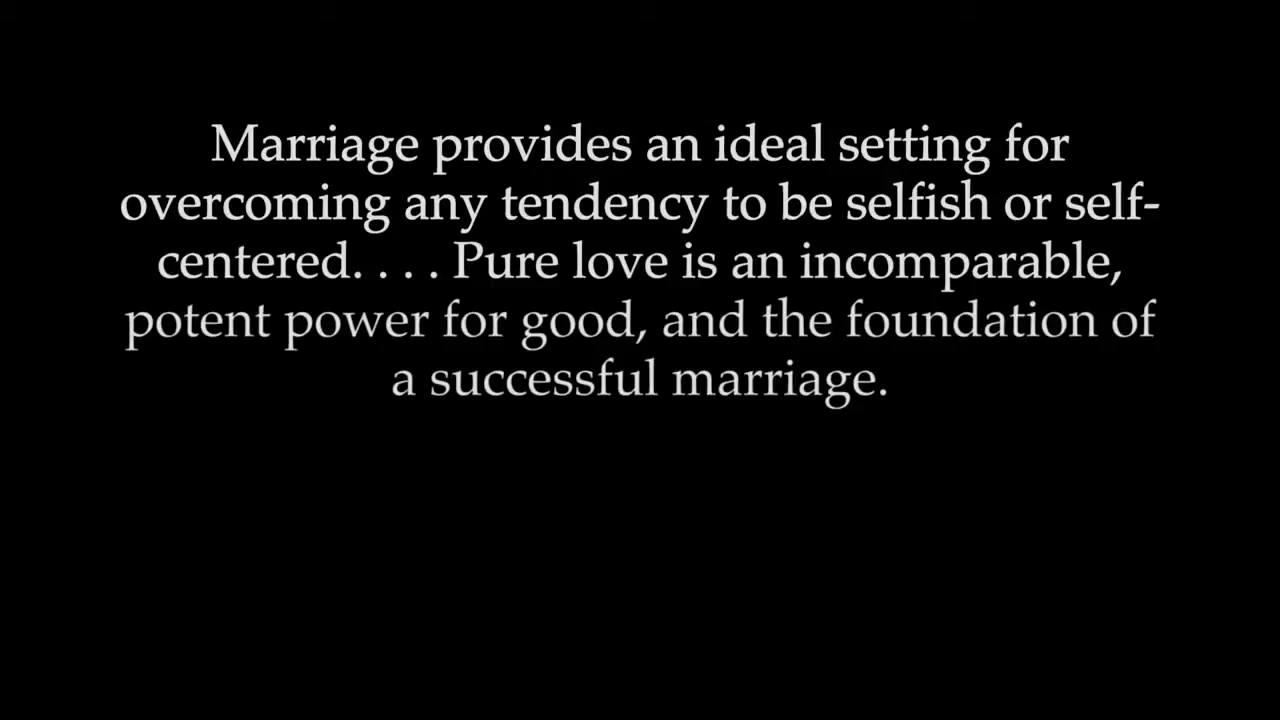 Marriage provides an ideal setting for
overcoming any tendency to be selfish or self-
centered. . . . Pure love is an incomparable,
potent power for good, and the foundation of
a successful marriage.